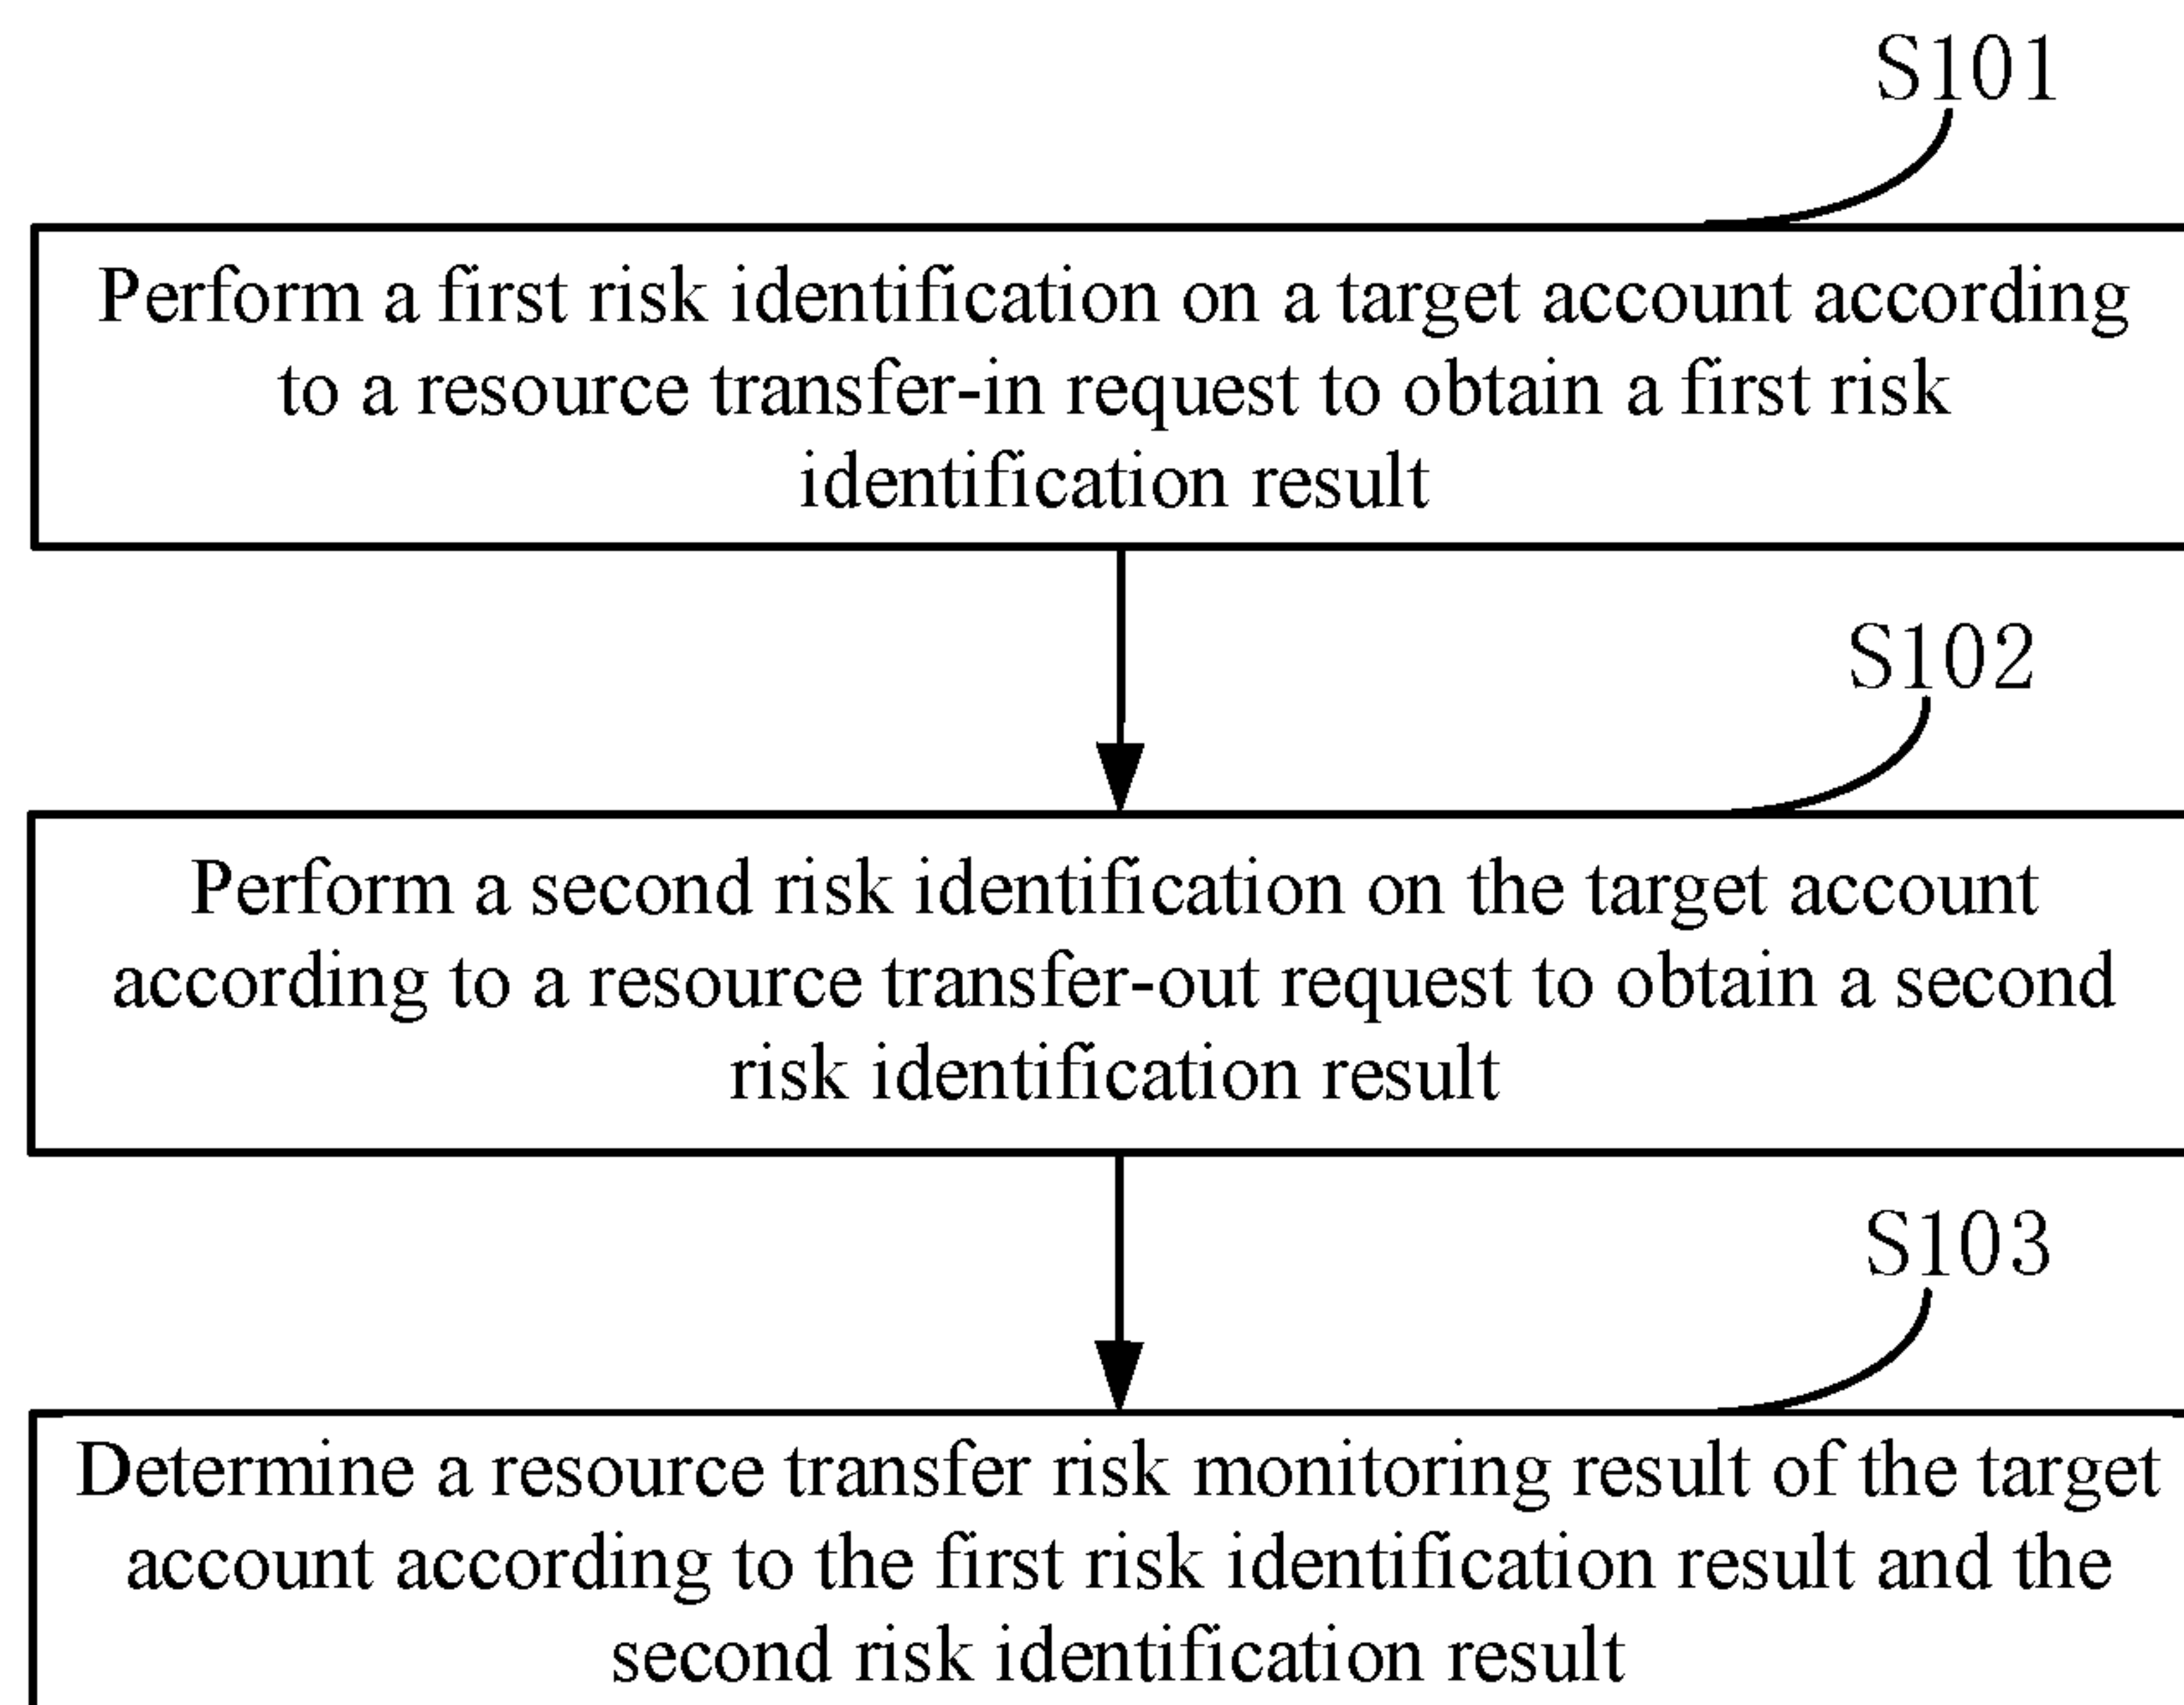 S101
Perform a first risk identification on a target account according
to a resource transfer-in request to obtain a first risk
identification result
S102
Perform a second risk identification on the target account
according to a resource transfer-out request to obtain a second
risk identification result
S103
Determine a resource transfer risk monitoring result of the target
account according to the first risk identification result and the
second risk identification result